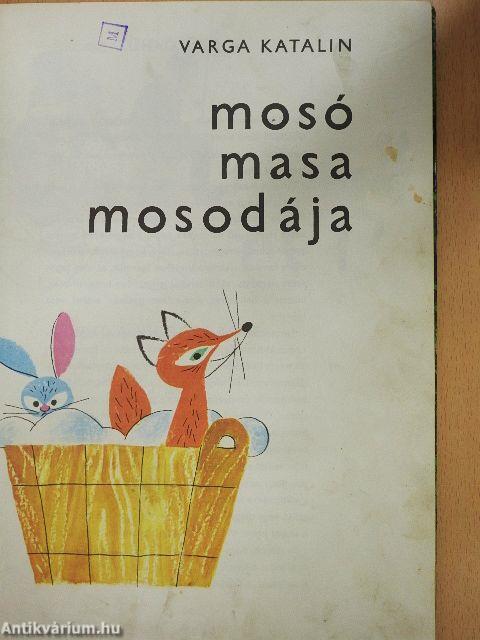 M
VARGA KATALIN
mosó
masa
mosodája
Antikvárium.hu